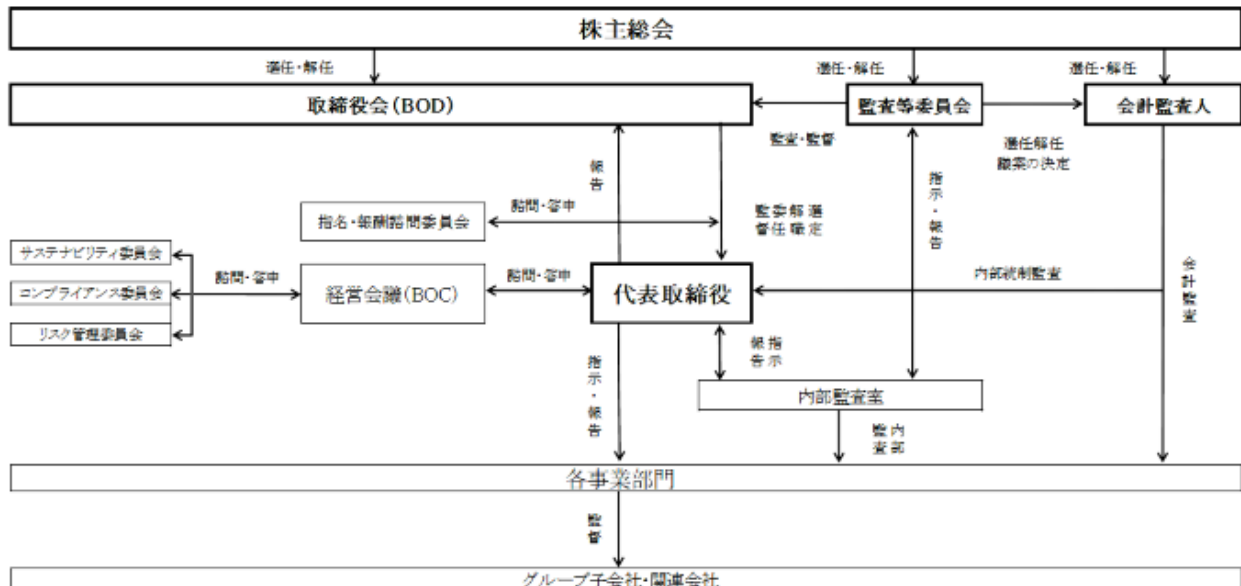 株主総会
選任・解任
選任・解任
選任・解任
取締役会(BOD)
監査等委員会
会計監査人
監査・監督
選任解任
議案の決定
報告
指示・報告
指名・報酬諮問委員会
諮問・答申
選定
解職
委任
監督
サステナビリティ委員会
コンプライアンス委員会
リスク管理委員会
諮問・答申
経営会議(BOC)
諮問・答申
代表取締役
内部統制監査
会計監査
指示
報告
指示・報告
内部監査室
内部
監査
各事業部門
監督
グループ子会社・関連会社